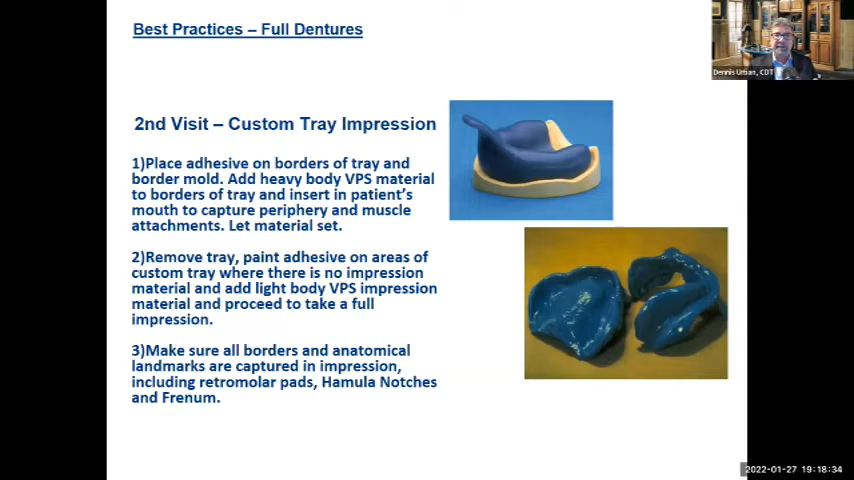 Best Practices – Full Dentures
Dennis Urban, CDT
2nd Visit – Custom Tray Impression
1)Place adhesive on borders of tray and
border mold. Add heavy body VPS material
to borders of tray and insert in patient's
mouth to capture periphery and muscle
attachments. Let material set.
2)Remove tray, paint adhesive on areas of
custom tray where there is no impression
material and add light body VPS impression
material and proceed to take a full
impression.
3)Make sure all borders and anatomical
landmarks are captured in impression,
including retromolar pads, Hamula Notches
and Frenum.
2022-01-27 19:18:34